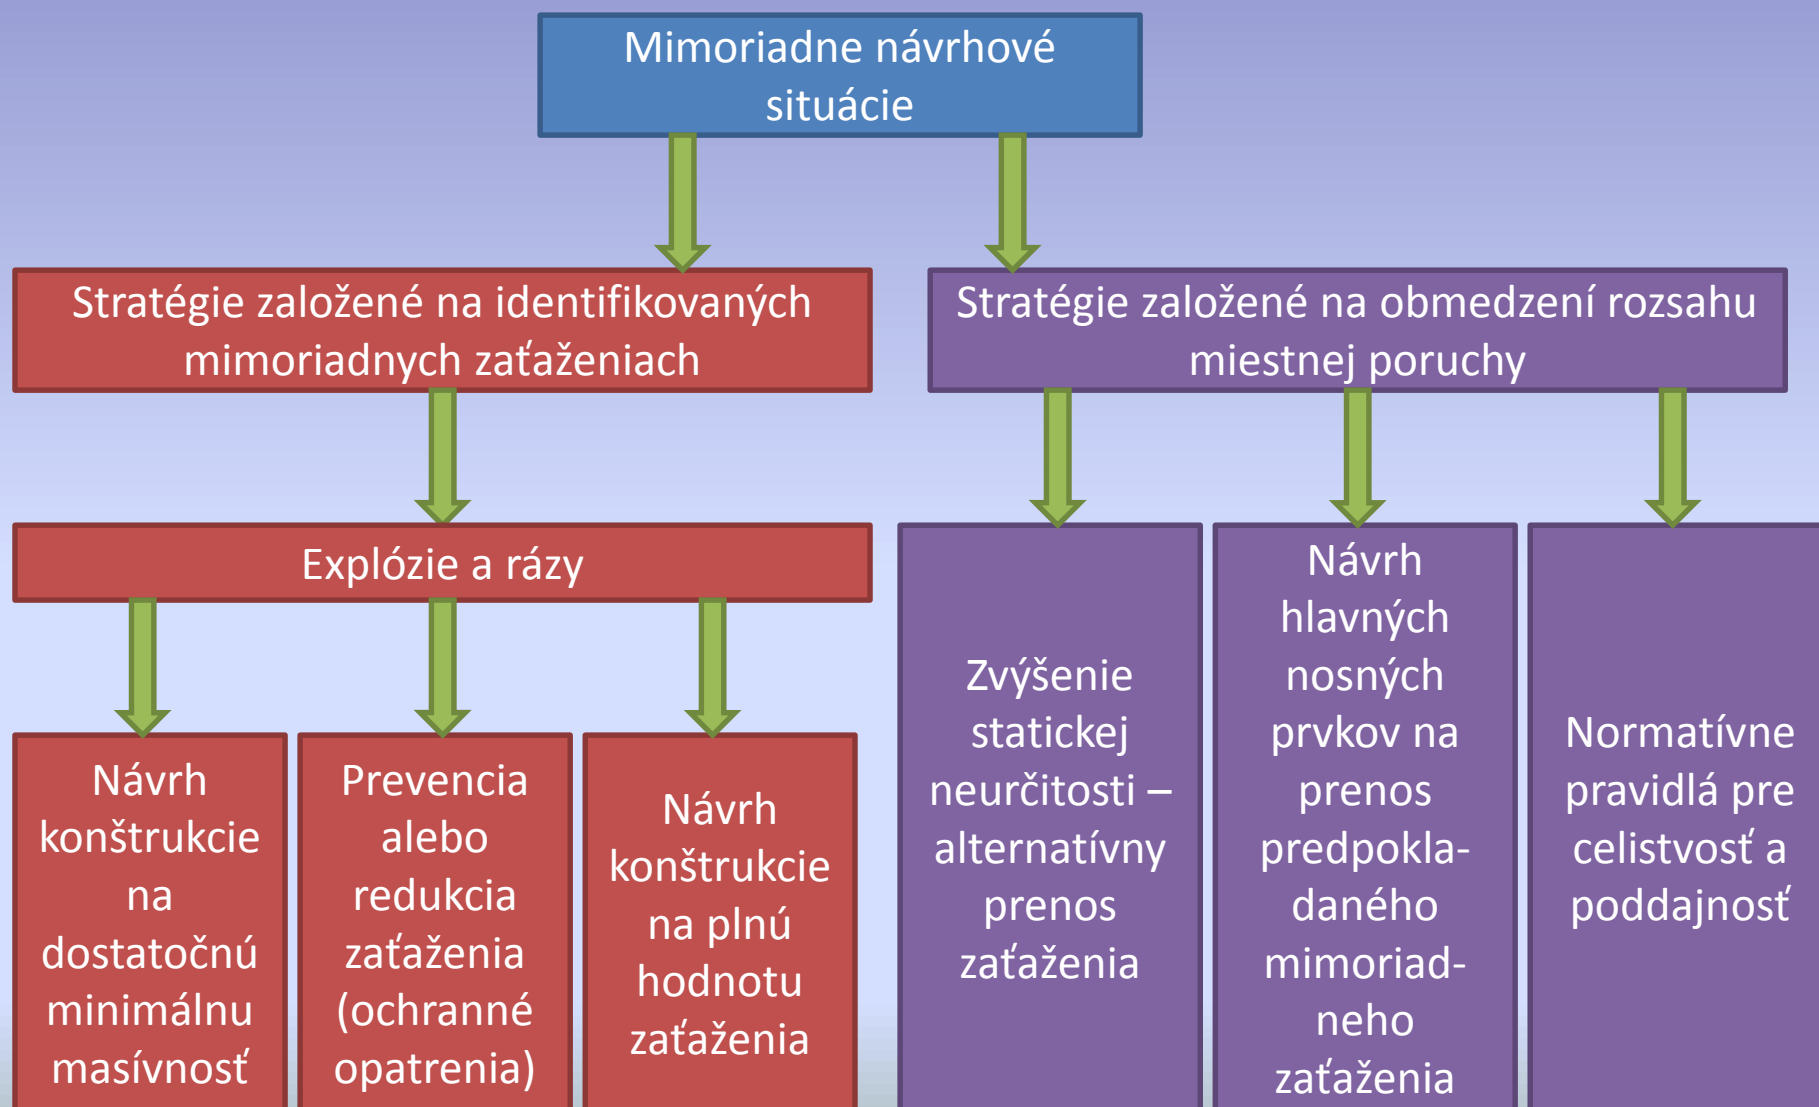 Mimoriadne návrhové
situácie
Stratégie založené na identifikovaných
mimoriadnych zaťaženiach
Stratégie založené na obmedzení rozsahu
miestnej poruchy
Explózie a rázy
Návrh
konštrukcie
na
dostatočnú
minimálnu
masívnosť
Prevencia
alebo
redukcia
zaťaženia
(ochranné
opatrenia)
Návrh
konštrukcie
na plnú
hodnotu
zaťaženia
Zvýšenie
statickej
neurčitosti –
alternatívny
prenos
zaťaženia
Návrh
hlavných
nosných
prvkov na
prenos
predpokla-
daného
mimoriad-
neho
zaťaženia
Normatívne
pravidlá pre
celistvosť a
poddajnosť